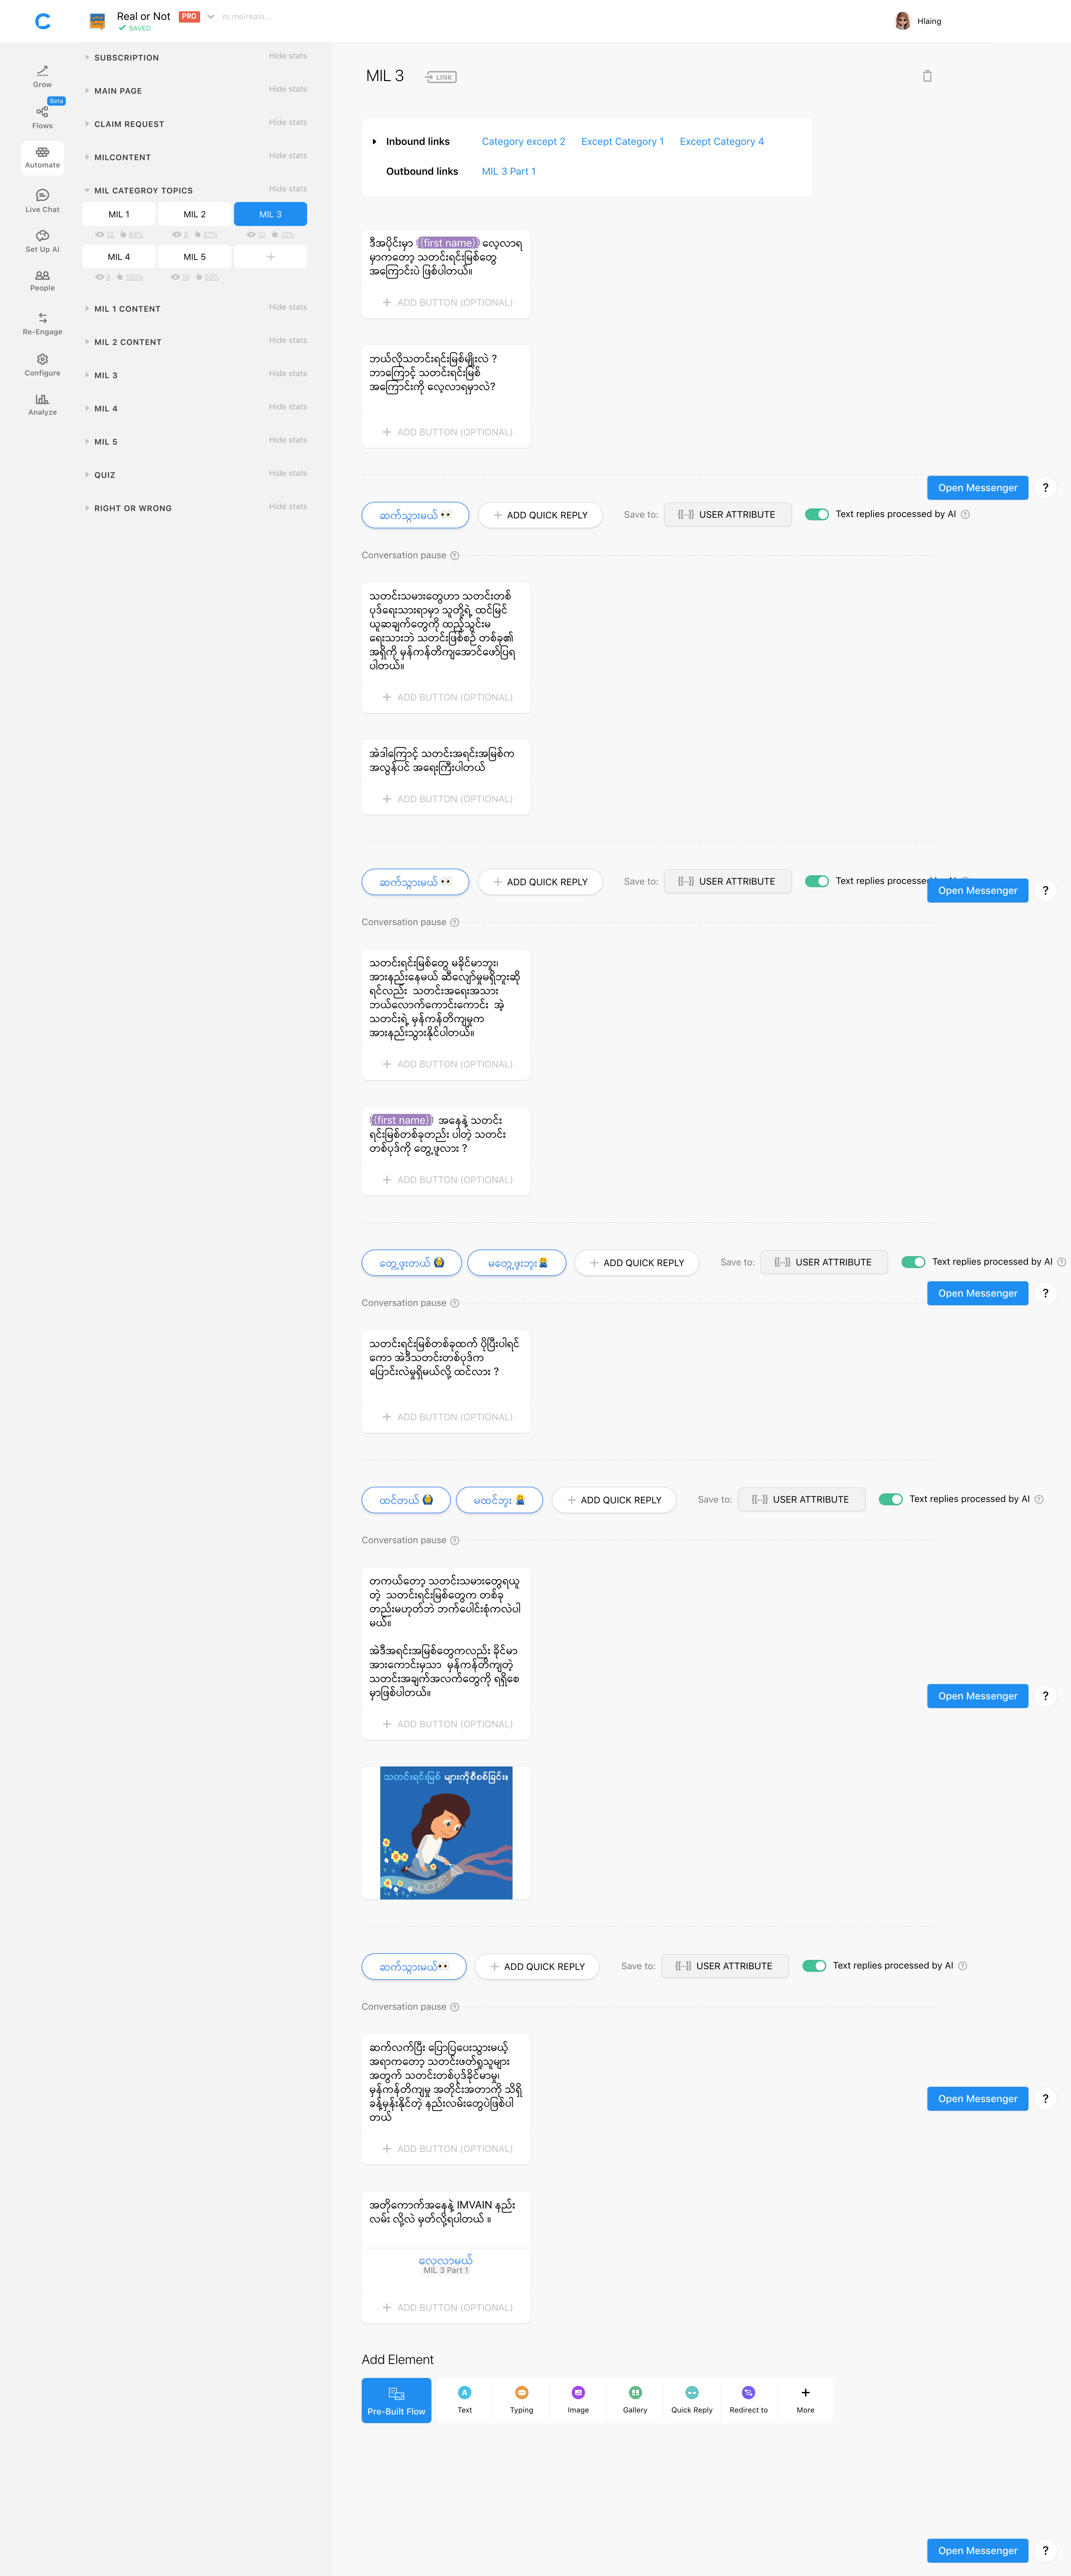 Real or Not PRO m.me/realo...
SAVED
Hlaing
Grow
Beta
Flows
Automate
Live Chat
Set Up AI
People
Re-Engage
Configure
Analyze
SUBSCRIPTION Hide stats
MAIN PAGE Hide stats
CLAIM REQUEST Hide stats
MILCONTENT Hide stats
MIL CATEGROY TOPICS Hide stats
MIL 1 MIL 2 MIL 3
70%
MIL 4 MIL 5 +
100% 93%
MIL 1 CONTENT Hide stats
MIL 2 CONTENT Hide stats
MIL 3 Hide stats
MIL 4 Hide stats
MIL 5 Hide stats
QUIZ Hide stats
RIGHT OR WRONG Hide stats
MIL 3 LINK
Inbound links Category except 2 Except Category 1 Except Category 4
Outbound links MIL 3 Part 1
ဒီအပိုင်းမှာ {{first name}} လေ့လာရ
မှာကတော့ သတင်းရင်းမြစ်တွေ
အကြောင်းပဲ ဖြစ်ပါတယ်။
+ ADD BUTTON (OPTIONAL)
ဘယ်လိုသတင်းရင်းမြစ်မျိုးလဲ ?
ဘာကြောင့် သတင်းရင်းမြစ်
အကြောင်းကို လေ့လာရမှာလဲ?
+ ADD BUTTON (OPTIONAL)
Open Messenger ?
ဆက်သွားမယ် 👀 + ADD QUICK REPLY Save to: {{...}} USER ATTRIBUTE Text replies processed by AI ?
Conversation pause ?
သတင်းသမားတွေဟာ သတင်းတစ်
ပုဒ်ရေးသားရာမှာ သူတို့ရဲ့ ထင်မြင်
ယူဆချက်တွေကို ထည့်သွင်းမ
ရေးသားဘဲ သတင်းဖြစ်စဉ် တစ်ခု၏
အရှိကို မှန်ကန်တိကျအောင်ဖော်ပြရ
ပါတယ်။
+ ADD BUTTON (OPTIONAL)
အဲဒါကြောင့် သတင်းအရင်းအမြစ်က
အလွန်ပင် အရေးကြီးပါတယ်
+ ADD BUTTON (OPTIONAL)
ဆက်သွားမယ် 👀 + ADD QUICK REPLY Save to: {{...}} USER ATTRIBUTE Text replies processed
Open Messenger ?
Conversation pause ?
သတင်းရင်းမြစ်တွေ မခိုင်မာဘူး၊
အားနည်းနေမယ် ဆီလျော်မှုမရှိဘူးဆို
ရင်လည်း သတင်းအရေးအသား
ဘယ်လောက်ကောင်းကောင်း အဲ့
သတင်းရဲ့ မှန်ကန်တိကျမှုက
အားနည်းသွားနိုင်ပါတယ်။
+ ADD BUTTON (OPTIONAL)
{{first name}} အနေနဲ့ သတင်း
ရင်းမြစ်တစ်ခုတည်း ပါတဲ့ သတင်း
တစ်ပုဒ်ကို တွေ့ဖူလား ?
+ ADD BUTTON (OPTIONAL)
တွေ့ဖူးတယ် 🙆 မတွေ့ဖူးဘူး🤷 + ADD QUICK REPLY Save to: {{...}} USER ATTRIBUTE Text replies processed by AI ?
Open Messenger ?
Conversation pause ?
သတင်းရင်းမြစ်တစ်ခုထက် ပိုပြီးပါရင်
ကော အဲဒီသတင်းတစ်ပုဒ်က
ပြောင်းလဲမှုရှိမယ်လို့ ထင်လား ?
+ ADD BUTTON (OPTIONAL)
ထင်တယ် 🙆 မထင်ဘူး 🤷 + ADD QUICK REPLY Save to: {{...}} USER ATTRIBUTE Text replies processed by AI ?
Conversation pause ?
တကယ်တော့ သတင်းသမားတွေရယူ
တဲ့ သတင်းရင်းမြစ်တွေက တစ်ခု
တည်းမဟုတ်ဘဲ ဘက်ပေါင်းစုံကလဲပါ
မယ်။
အဲဒီအရင်းအမြစ်တွေကလည်း ခိုင်မာ
အားကောင်းမှသာ မှန်ကန်တိကျတဲ့
သတင်းအချက်အလက်တွေကို ရရှိစေ
မှာဖြစ်ပါတယ်။
+ ADD BUTTON (OPTIONAL)
Open Messenger ?
သတင်းရင်းမြစ် များကိုစိစစ်ခြင်း။
သတင်း
ဆက်သွားမယ်👀 + ADD QUICK REPLY Save to: {{...}} USER ATTRIBUTE Text replies processed by AI ?
Conversation pause ?
ဆက်လက်ပြီး ပြောပြပေးသွားမယ့်
အရာကတော့ သတင်းဖတ်ရှုသူများ
အတွက် သတင်းတစ်ပုဒ်ခိုင်မာမှု၊
မှန်ကန်တိကျမှု အတိုင်းအတာကို သိရှိ
ခန့်မှန်းနိုင်တဲ့ နည်းလမ်းတွေပဲဖြစ်ပါ
တယ်
+ ADD BUTTON (OPTIONAL)
Open Messenger ?
အတိုကောက်အနေနဲ့ IMVAIN နည်း
လမ်း လို့လဲ မှတ်လို့ရပါတယ် ။
လေ့လာမယ်
MIL 3 Part 1
+ ADD BUTTON (OPTIONAL)
Add Element
Pre-Built Flow Text Typing Image Gallery Quick Reply Redirect to More
Open Messenger ?